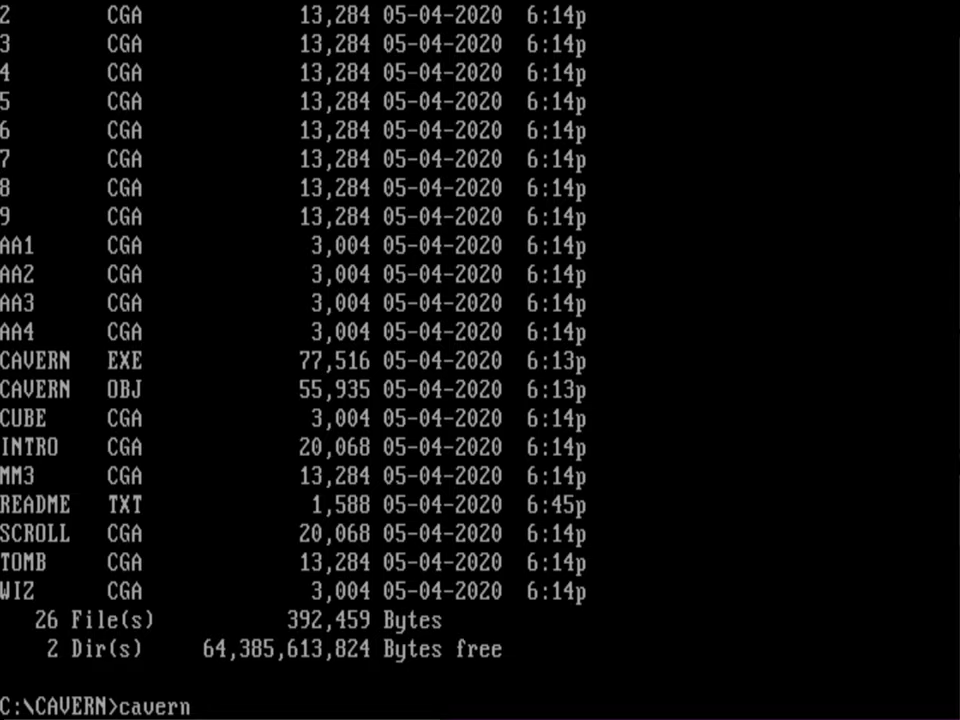 2 CGA 13,284 05-04-2020 6:14p
3 CGA 13,284 05-04-2020 6:14p
4 CGA 13,284 05-04-2020 6:14p
5 CGA 13,284 05-04-2020 6:14p
6 CGA 13,284 05-04-2020 6:14p
7 CGA 13,284 05-04-2020 6:14p
8 CGA 13,284 05-04-2020 6:14p
9 CGA 13,284 05-04-2020 6:14p
AA1 CGA 3,004 05-04-2020 6:14p
AA2 CGA 3,004 05-04-2020 6:14p
AA3 CGA 3,004 05-04-2020 6:14p
AA4 CGA 3,004 05-04-2020 6:14p
CAVERN EXE 77,516 05-04-2020 6:13p
CAVERN OBJ 55,935 05-04-2020 6:13p
CUBE CGA 3,004 05-04-2020 6:14p
INTRO CGA 20,068 05-04-2020 6:14p
MM3 CGA 13,284 05-04-2020 6:14p
README TXT 1,588 05-04-2020 6:45p
SCROLL CGA 20,068 05-04-2020 6:14p
TOMB CGA 13,284 05-04-2020 6:14p
WIZ CGA 3,004 05-04-2020 6:14p
26 File(s) 392,459 Bytes
2 Dir(s) 64,385,613,824 Bytes free
C:\CAVERN>cavern